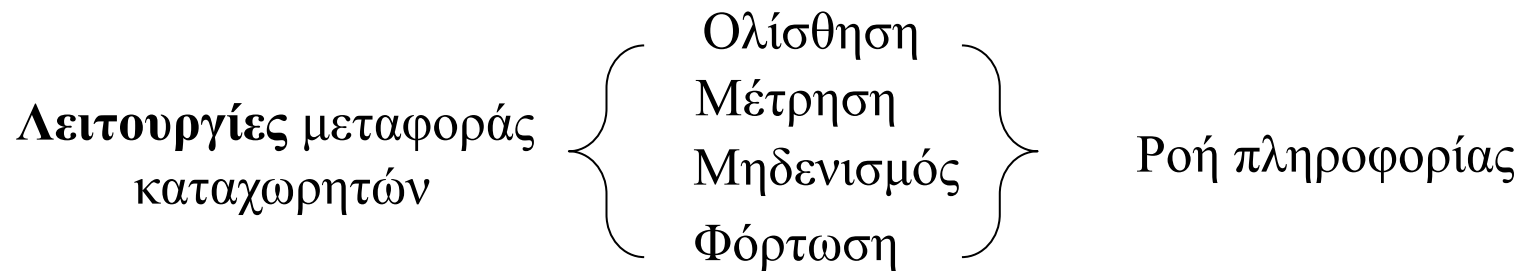 Λειτουργίες μεταφοράς
καταχωρητών
Ολίσθηση
Μέτρηση
Μηδενισμός
Φόρτωση
Ροή πληροφορίας